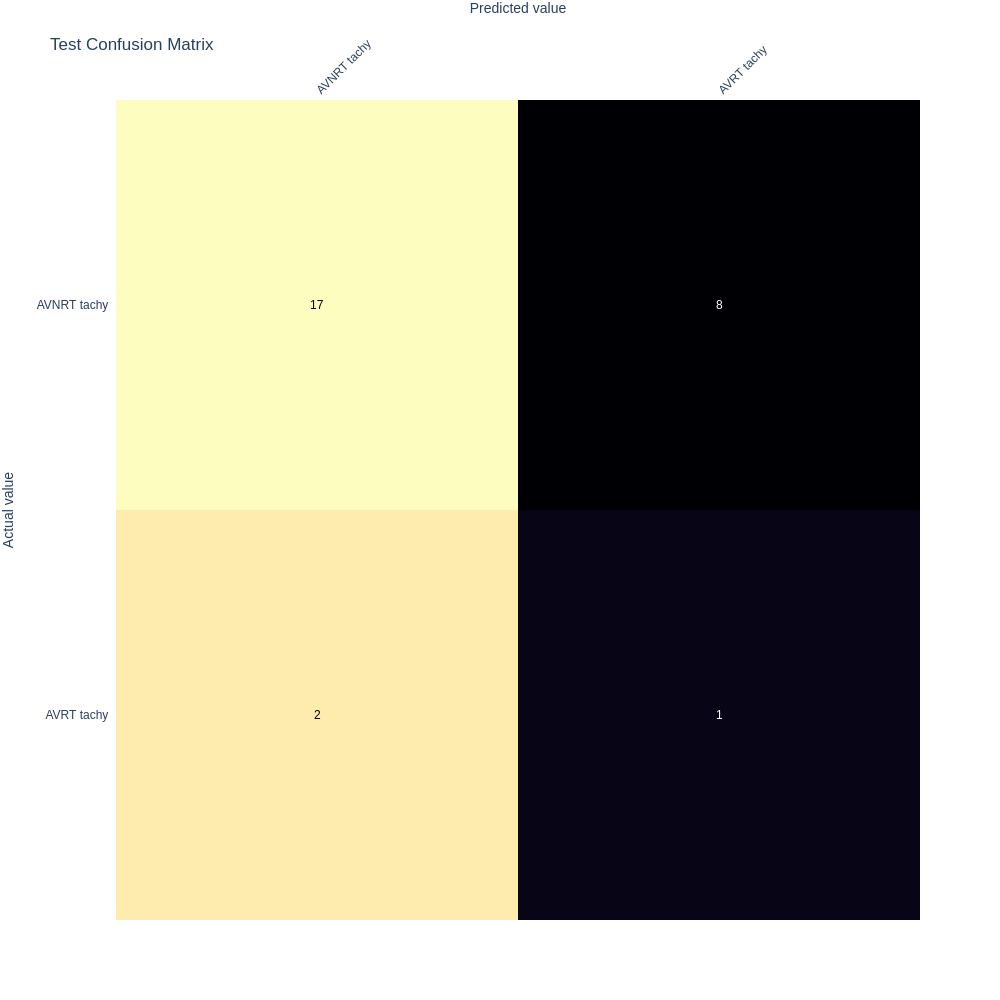 Predicted value
Test Confusion Matrix
AVNRT tachy
AVRT tachy
AVNRT tachy
17
8
Actual value
AVRT tachy
2
1